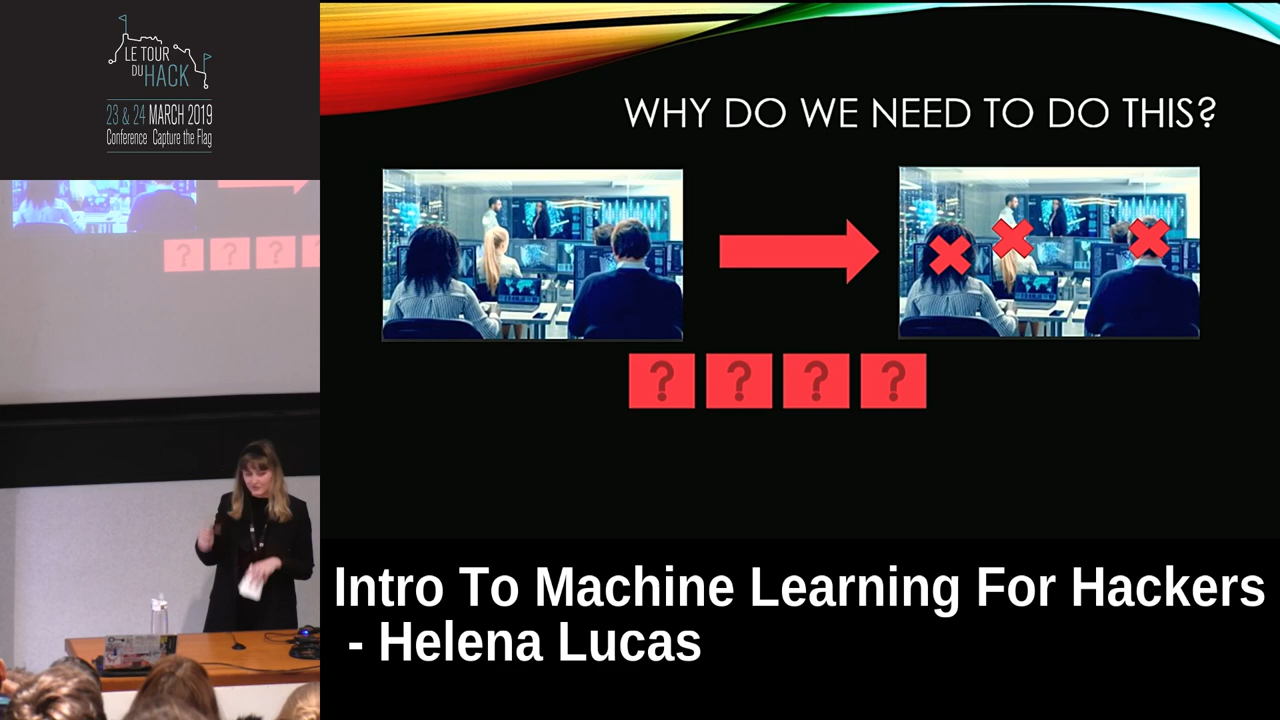 LE TOUR
DU HACK
23 & 24 MARCH 2019
Conference Capture the Flag
WHY DO WE NEED TO DO THIS?
? ? ? ?
? ? ? ?
Intro To Machine Learning For Hackers
- Helena Lucas